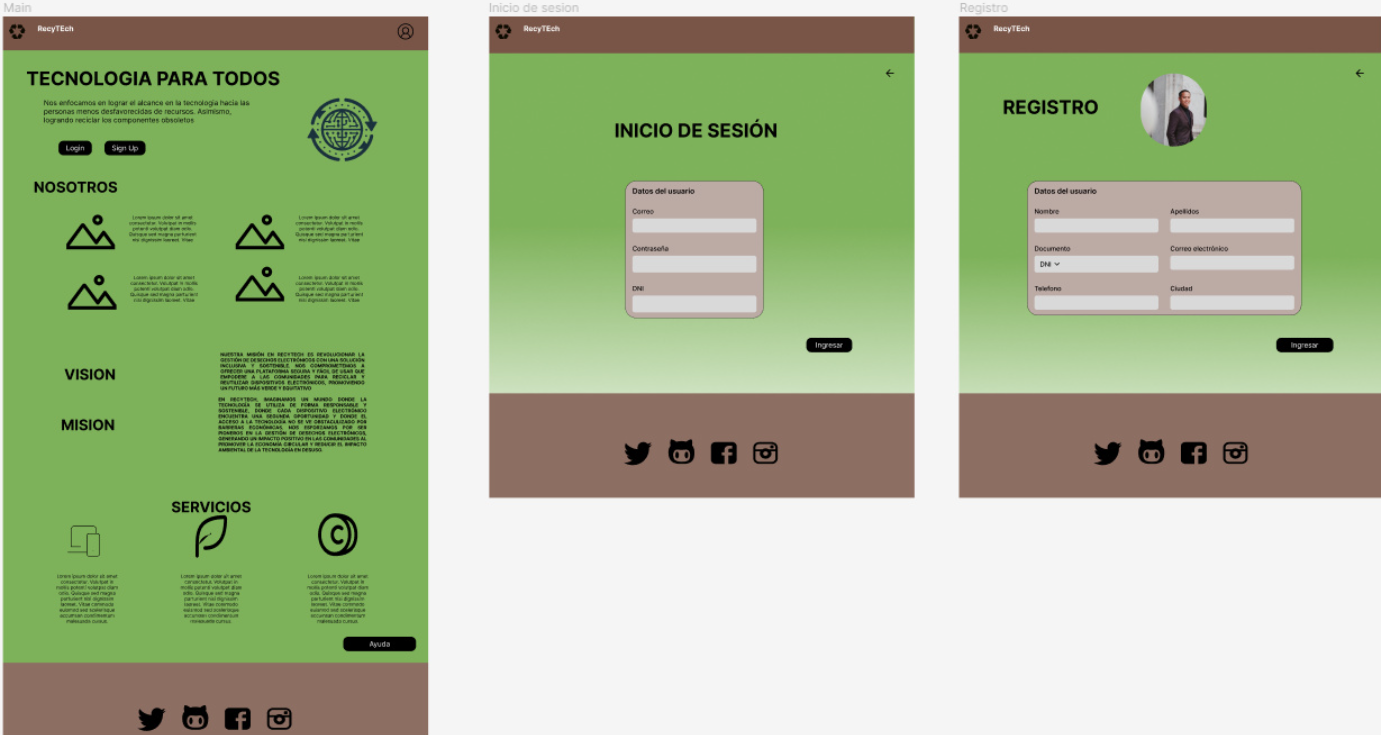 Main
RecyTEch
TECNOLOGIA PARA TODOS
Nos enfocamos en lograr el alcance en la tecnologia hacia las
personas menos desfavorecidas de recursos. Asimismo,
logrando reciclar los componentes obsoletos
Login
Sign Up
NOSOTROS
Lorem ipsum dolor sit amet
consectetur. Volutpat in mollis
potenti volutpat diam odio.
Quisque sed magna parturient
nisi dignissim laoreet. Vitae
Lorem ipsum dolor sit amet
consectetur. Volutpat in mollis
potenti volutpat diam odio.
Quisque sed magna parturient
nisi dignissim laoreet. Vitae
Lorem ipsum dolor sit amet
consectetur. Volutpat in mollis
potenti volutpat diam odio.
Quisque sed magna parturient
nisi dignissim laoreet. Vitae
Lorem ipsum dolor sit amet
consectetur. Volutpat in mollis
potenti volutpat diam odio.
Quisque sed magna parturient
nisi dignissim laoreet. Vitae
VISION
NUESTRA MISIÓN EN RECYTECH ES REVOLUCIONAR LA
GESTIÓN DE DESECHOS ELECTRÓNICOS CON UNA SOLUCIÓN
INCLUSIVA Y SOSTENIBLE. NOS COMPROMETEMOS A
OFRECER UNA PLATAFORMA SEGURA Y FÁCIL DE USAR QUE
EMPODERE A LAS COMUNIDADES PARA RECICLAR Y
REUTILIZAR DISPOSITIVOS ELECTRÓNICOS, PROMOVIENDO
UN FUTURO MÁS VERDE Y EQUITATIVO
MISION
EN RECYTECH, IMAGINAMOS UN MUNDO DONDE LA
TECNOLOGÍA SE UTILIZA DE FORMA RESPONSABLE Y
SOSTENIBLE, DONDE CADA DISPOSITIVO ELECTRÓNICO
ENCUENTRA UNA SEGUNDA OPORTUNIDAD Y DONDE EL
ACCESO A LA TECNOLOGÍA NO SE VE OBSTACULIZADO POR
BARRERAS ECONÓMICAS. NOS ESFORZAMOS POR SER
PIONEROS EN LA GESTIÓN DE DESECHOS ELECTRÓNICOS,
GENERANDO UN IMPACTO POSITIVO EN LAS COMUNIDADES AL
PROMOVER LA ECONOMÍA CIRCULAR Y REDUCIR EL IMPACTO
AMBIENTAL DE LA TECNOLOGÍA EN DESUSO.
SERVICIOS
Lorem ipsum dolor sit amet
consectetur. Volutpat in
mollis potenti volutpat diam
odio. Quisque sed magna
parturient nisi dignissim
laoreet. Vitae commodo
euismod sed scelerisque
accumsan condimentum
malesuada cursus.
Lorem ipsum dolor sit amet
consectetur. Volutpat in
mollis potenti volutpat diam
odio. Quisque sed magna
parturient nisi dignissim
laoreet. Vitae commodo
euismod sed scelerisque
accumsan condimentum
malesuada cursus.
Lorem ipsum dolor sit amet
consectetur. Volutpat in
mollis potenti volutpat diam
odio. Quisque sed magna
parturient nisi dignissim
laoreet. Vitae commodo
euismod sed scelerisque
accumsan condimentum
malesuada cursus.
Ayuda
Inicio de sesion
RecyTEch
INICIO DE SESIÓN
Datos del usuario
Correo
Contraseña
DNI
Ingresar
Registro
RecyTEch
REGISTRO
Datos del usuario
Nombre
Apellidos
Documento
Correo electrónico
DNI
Telefono
Ciudad
Ingresar